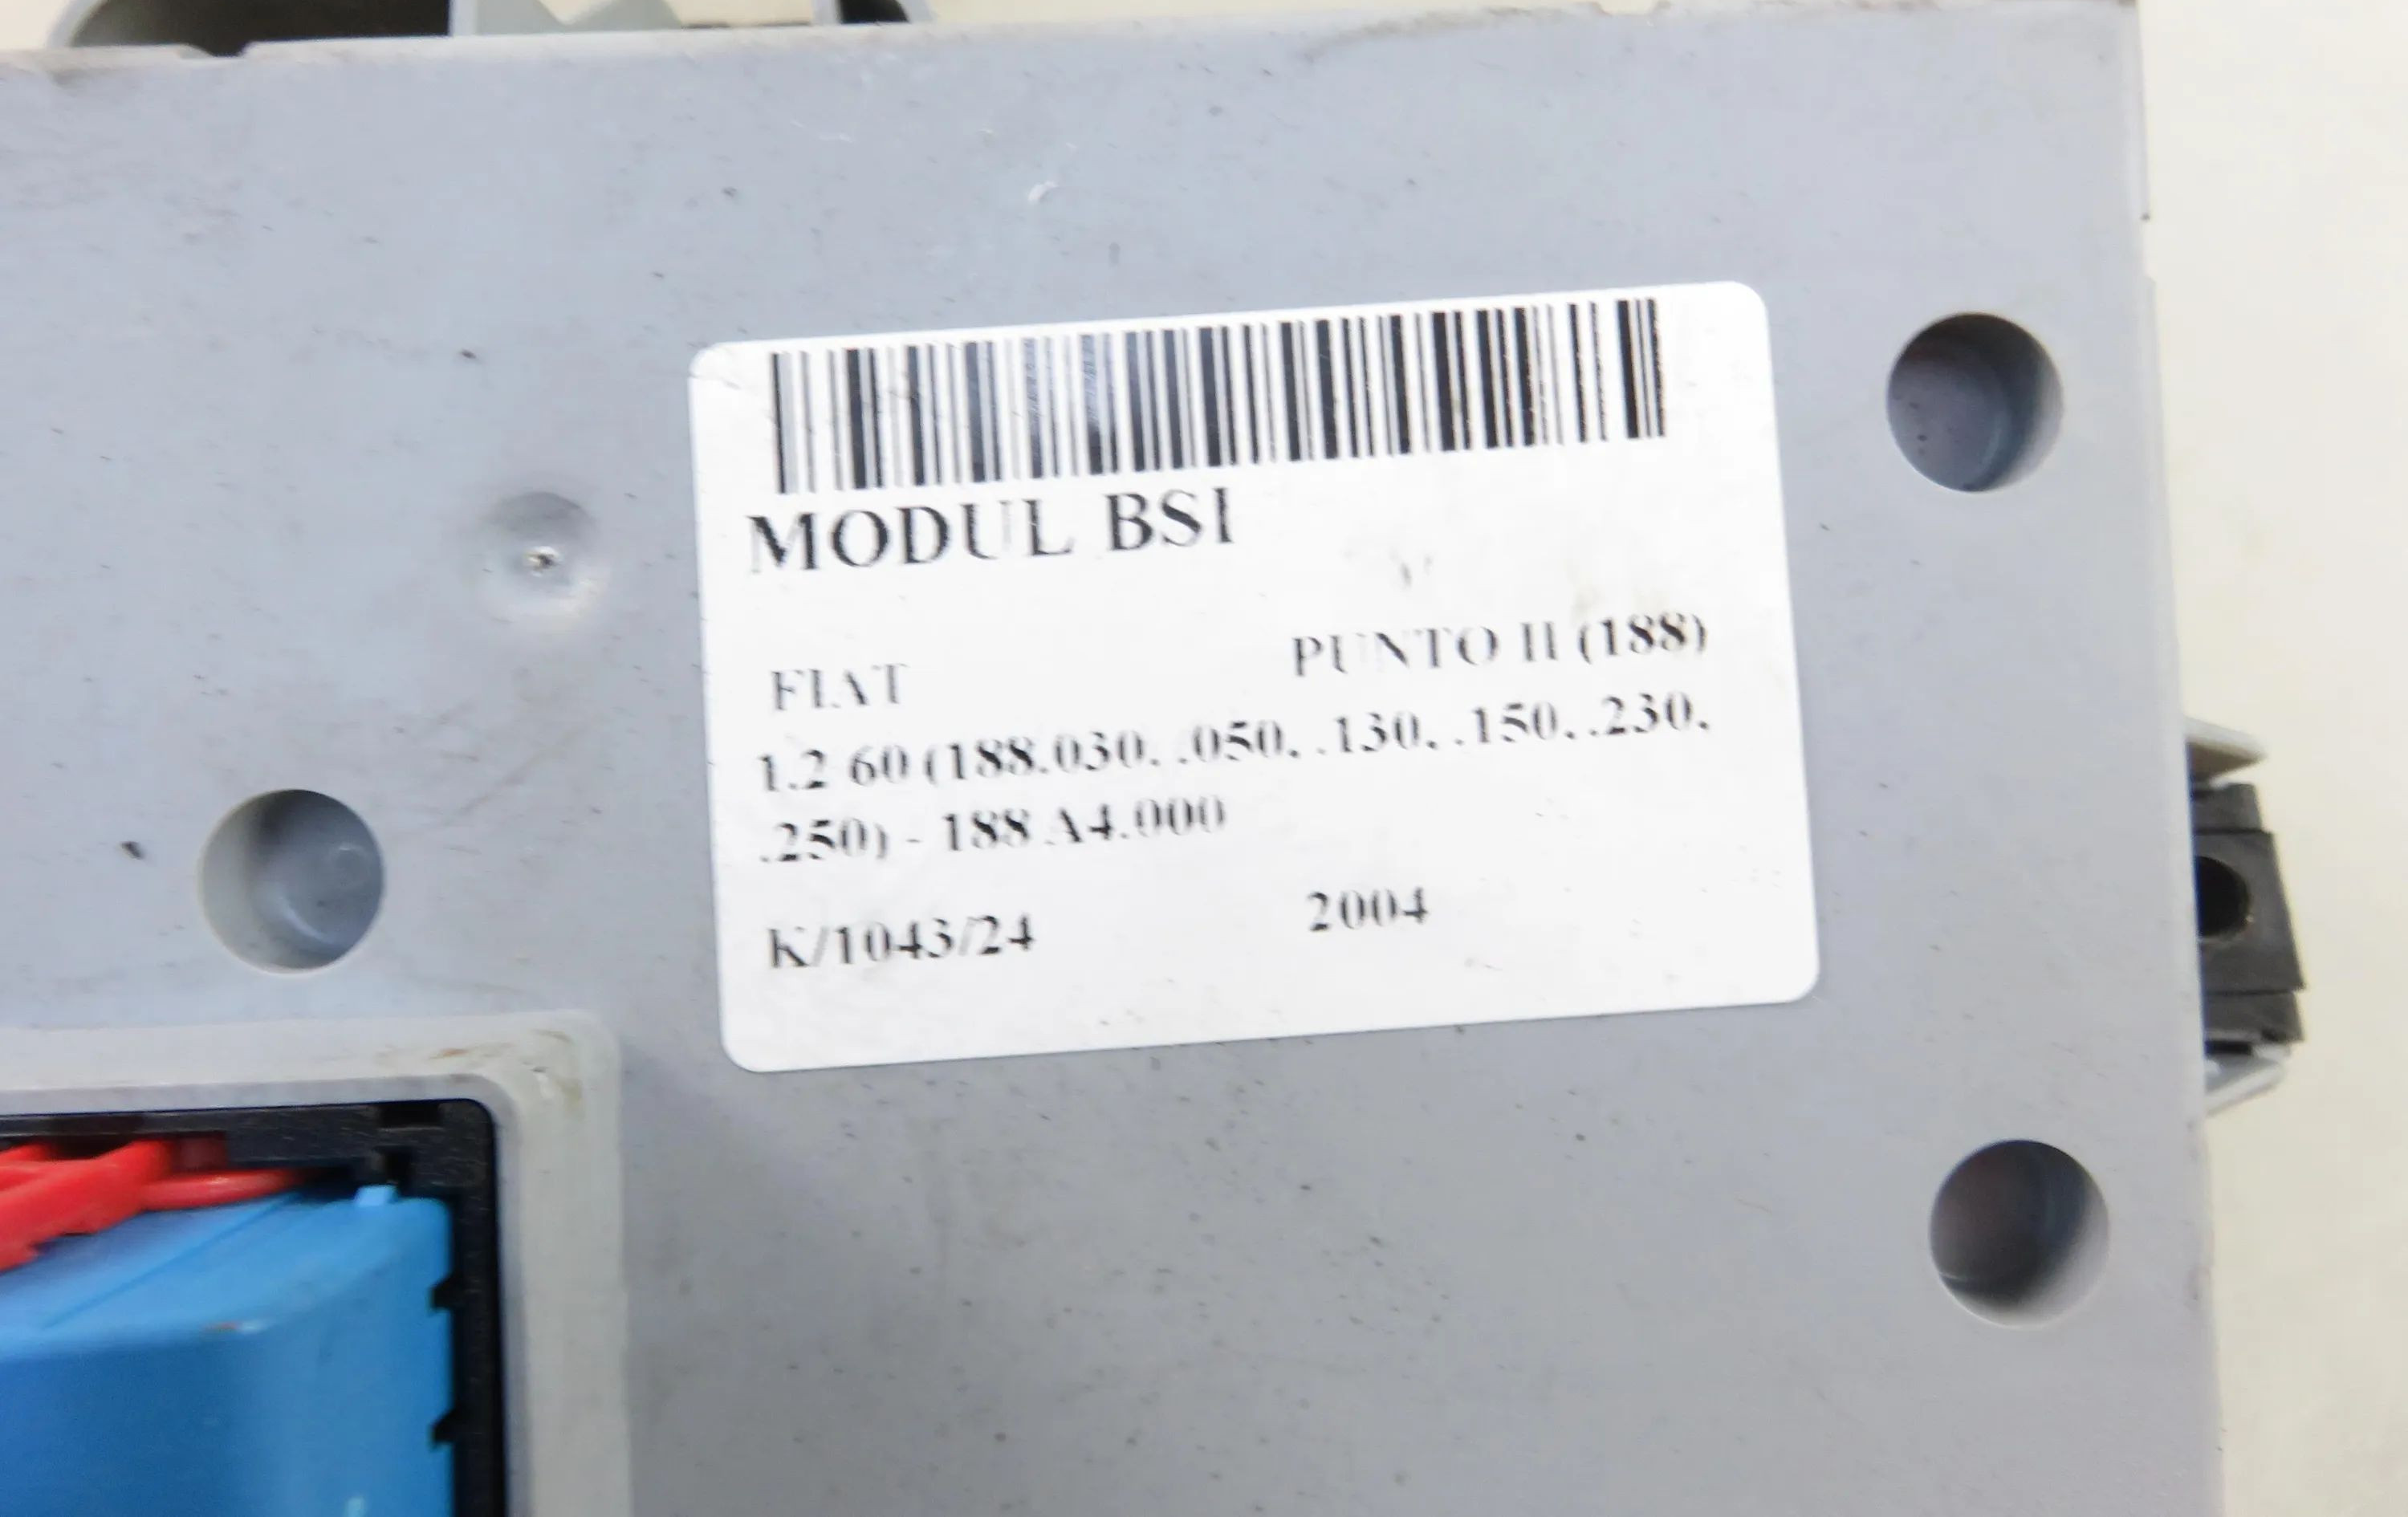 MODUL BSI
FIAT PUNTO II (188)
1.2 60 (188.030, .050, .130, .150, .230,
.250) - 188 A4.000
K/1043/24 2004